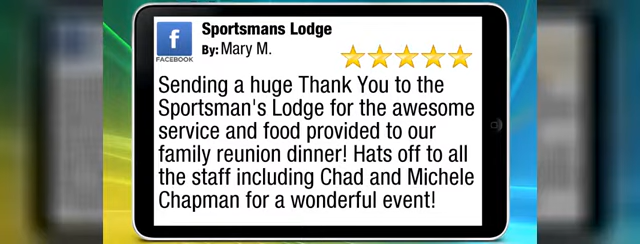 Sportsmans Lodge
By: Mary M.
f
FACEBOOK
Sending a huge Thank You to the
Sportsman's Lodge for the awesome
service and food provided to our
family reunion dinner! Hats off to all
the staff including Chad and Michele
Chapman for a wonderful event!